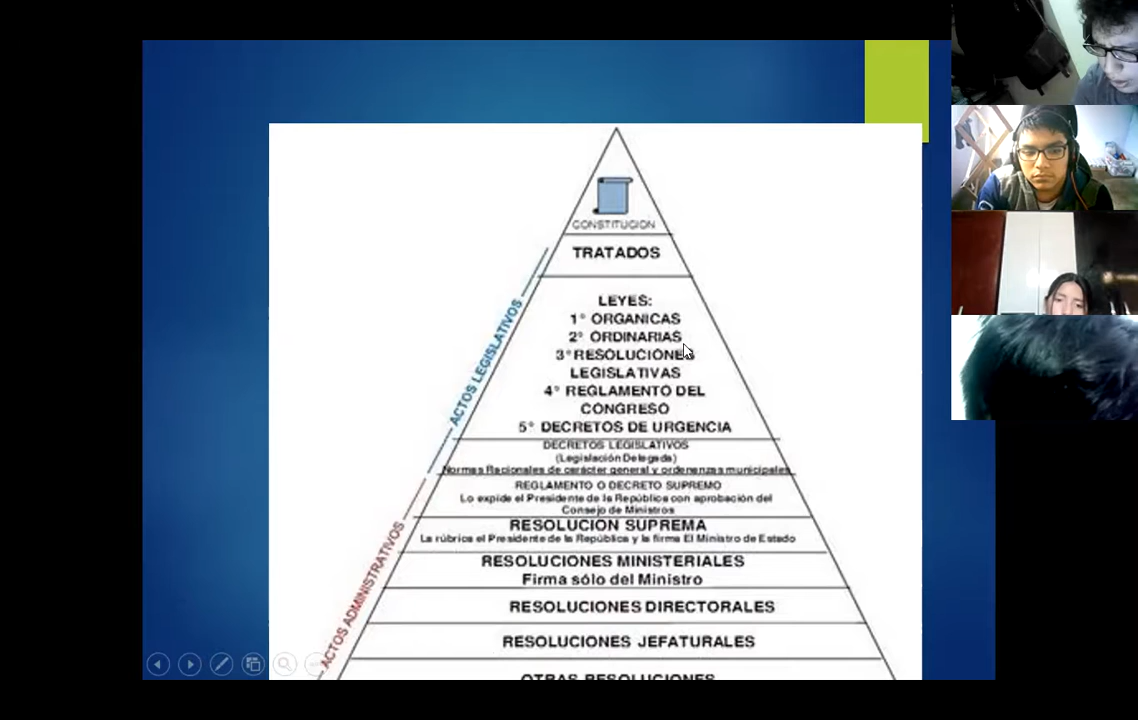 CONSTITUCION
TRATADOS
LEYES:
1° ORGANICAS
2° ORDINARIAS
3° RESOLUCIONES
LEGISLATIVAS
4° REGLAMENTO DEL
CONGRESO
5° DECRETOS DE URGENCIA
DECRETOS LEGISLATIVOS
(Legislación Delegada)
Normas Regionales de carácter general y ordenanzas municipales
REGLAMENTO O DECRETO SUPREMO
Lo expide el Presidente de la República con aprobación del
Consejo de Ministros
RESOLUCION SUPREMA
La rúbrica el Presidente de la República y la firma El Ministro de Estado
RESOLUCIONES MINISTERIALES
Firma sólo del Ministro
RESOLUCIONES DIRECTORALES
RESOLUCIONES JEFATURALES
OTRAS RESOLUCIONES
ACTOS LEGISLATIVOS
ACTOS ADMINISTRATIVOS